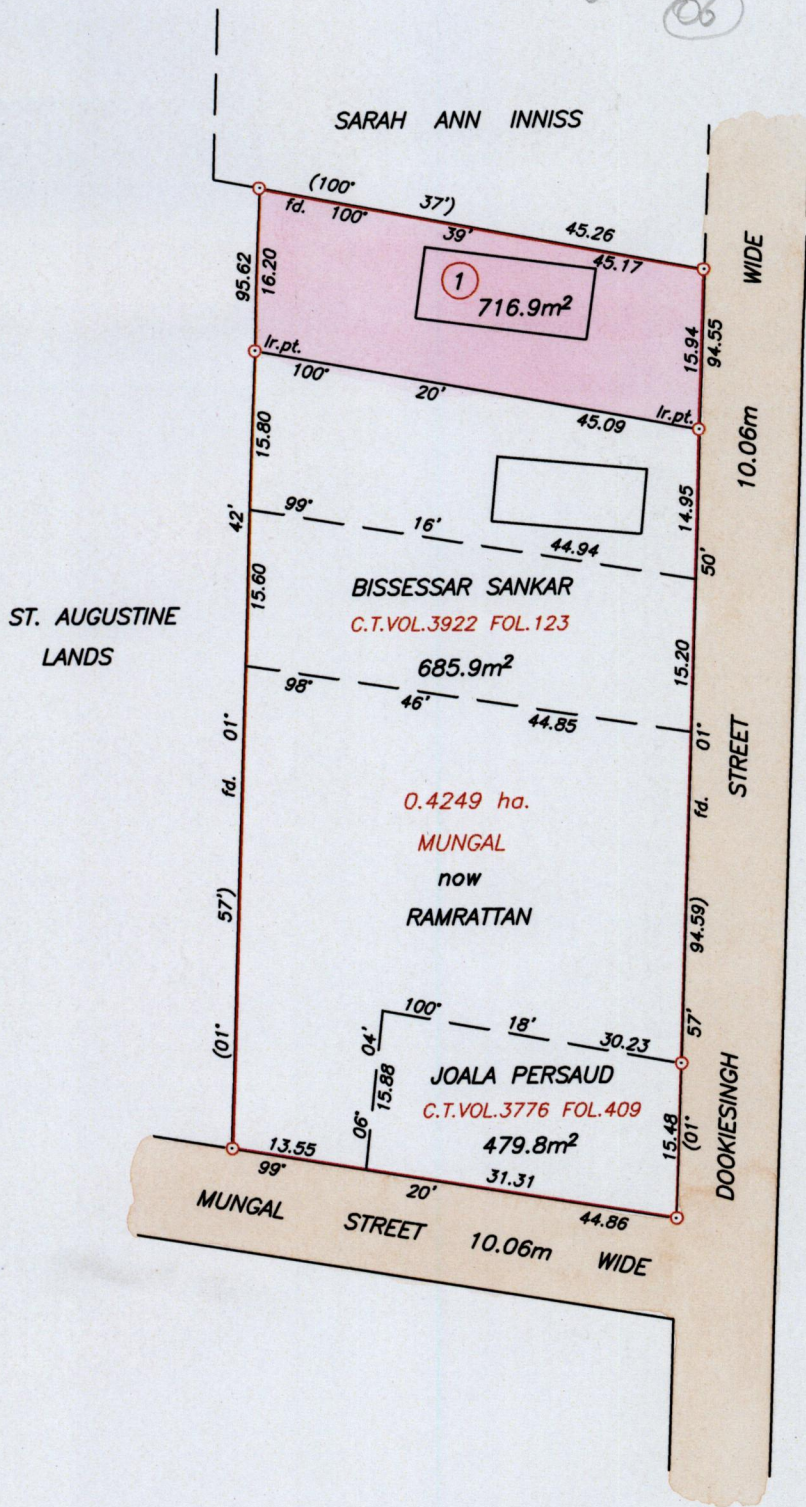 06
SARAH ANN INNISS
(100° 37')
fd. 100° 39'
45.26
45.17
1
716.9m²
95.62
16.20
15.94
94.55
Ir.pt.
Ir.pt.
100° 20' 45.09
15.80
14.95
99° 16' 44.94
42'
50'
BISSESSAR SANKAR
C.T.VOL.3922 FOL.123
685.9m²
15.60
15.20
98° 46' 44.85
ST. AUGUSTINE
LANDS
01°
01°
fd.
fd.
0.4249 ha.
MUNGAL
now
RAMRATTAN
57')
94.59)
(01°
57'
100° 18' 30.23
06° 04'
15.88
JOALA PERSAUD
C.T.VOL.3776 FOL.409
479.8m²
15.48
(01°
13.55
99° 20' 44.86
31.31
MUNGAL STREET 10.06m WIDE
DOOKIESINGH STREET 10.06m WIDE